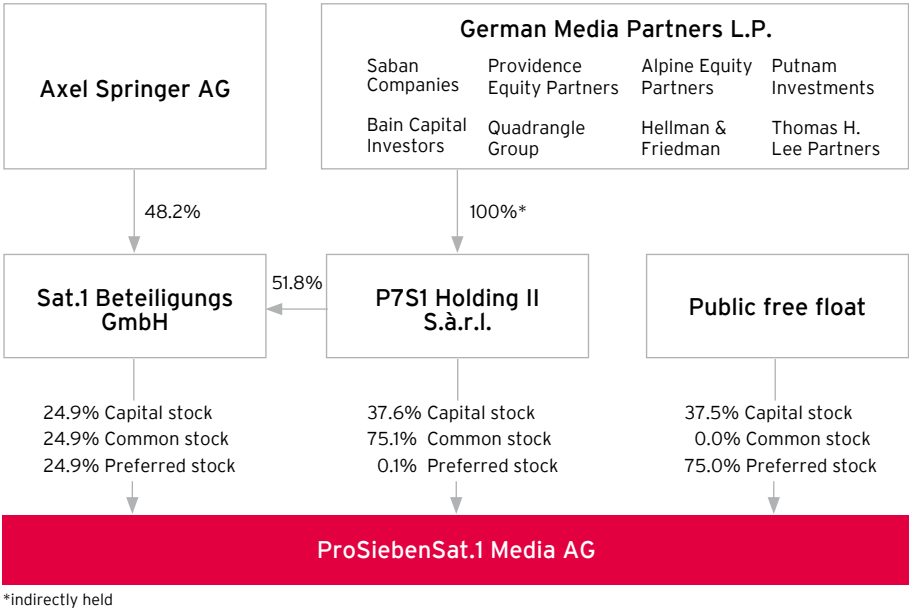 Axel Springer AG
German Media Partners L.P.
Saban
Companies
Providence
Equity Partners
Alpine Equity
Partners
Putnam
Investments
Bain Capital
Investors
Quadrangle
Group
Hellman &
Friedman
Thomas H.
Lee Partners
48.2%
100%*
Sat.1 Beteiligungs
GmbH
51.8%
P7S1 Holding II
S.à.r.l.
Public free float
24.9% Capital stock
24.9% Common stock
24.9% Preferred stock
37.6% Capital stock
75.1% Common stock
0.1% Preferred stock
37.5% Capital stock
0.0% Common stock
75.0% Preferred stock
ProSiebenSat.1 Media AG
*indirectly held